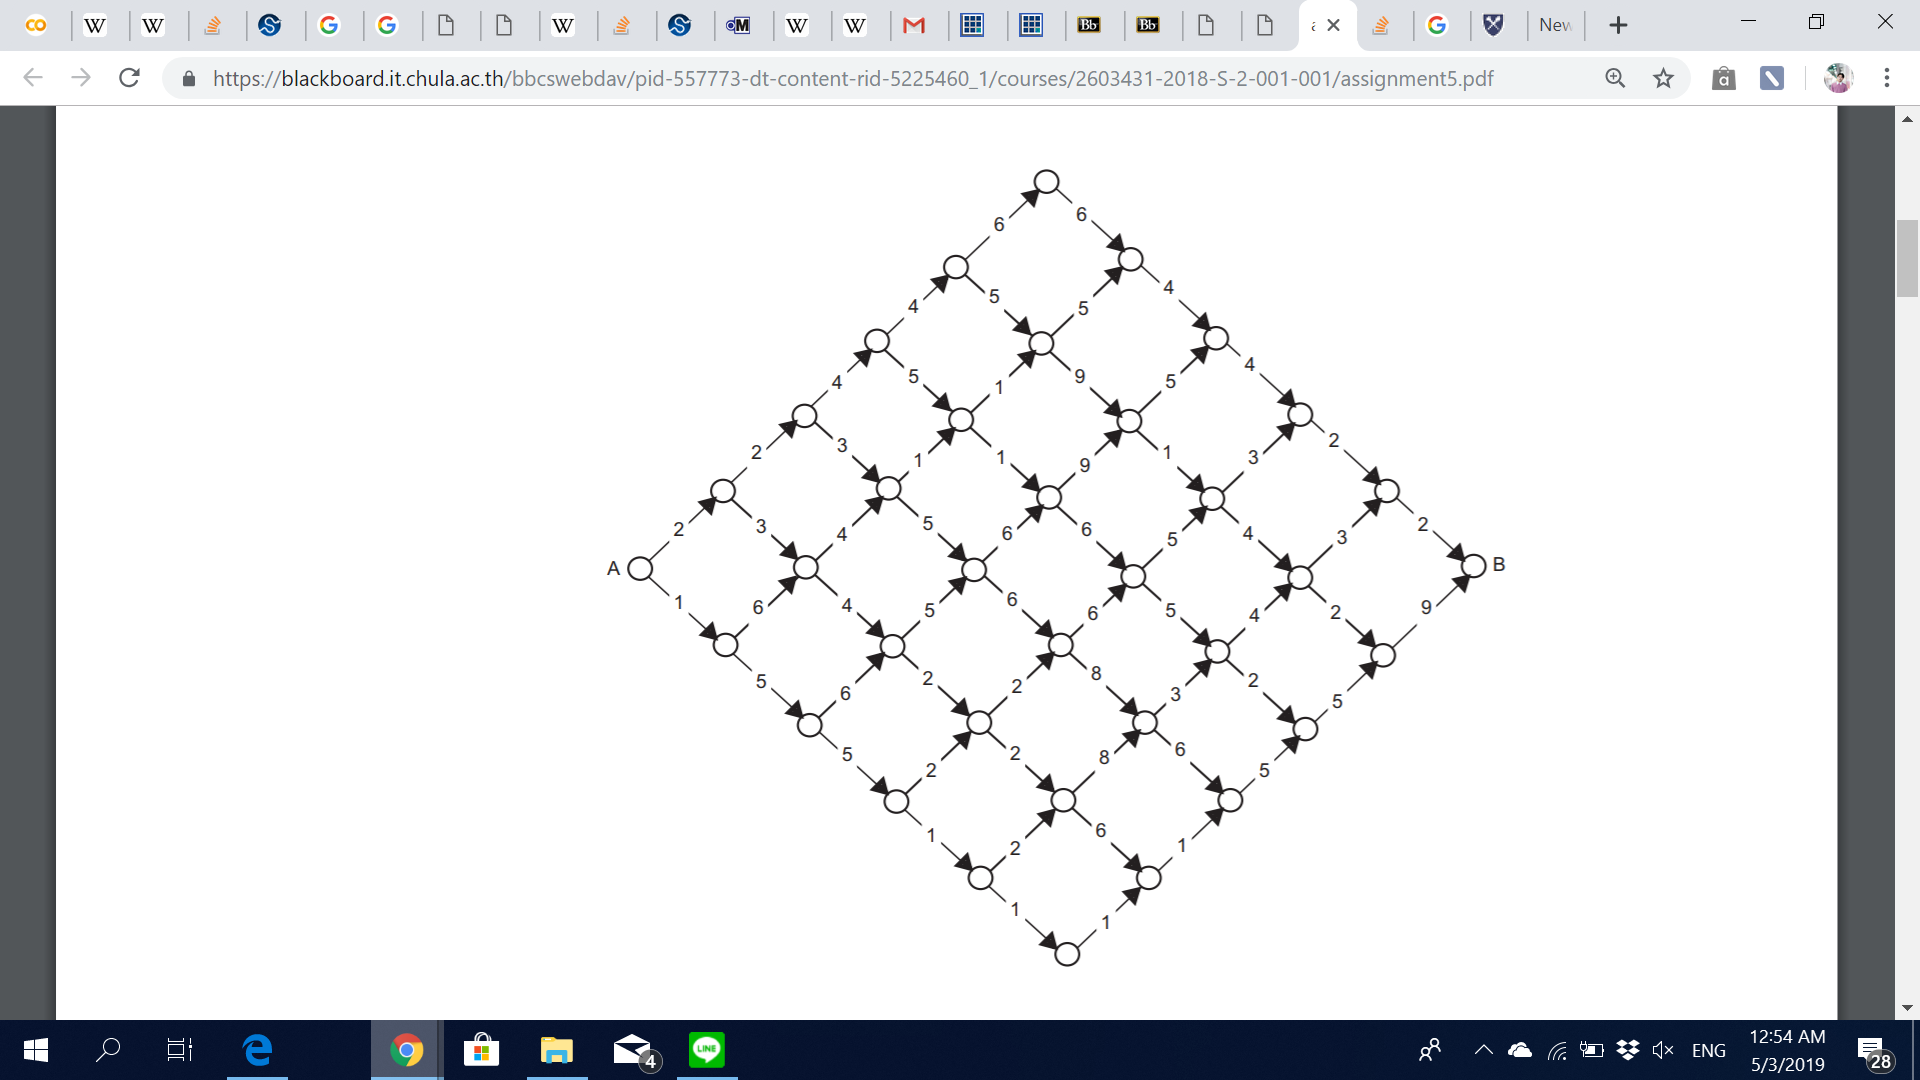 CO W W S G G W S oM W W M Bb Bb a G New
https://blackboard.it.chula.ac.th/bbcswebdav/pid-557773-dt-content-rid-5225460_1/courses/2603431-2018-S-2-001-001/assignment5.pdf
6 6
4 5 5 4
4 5 1 9 5 4
2 3 1 1 9 1 3 2
2 3 4 5 6 6 5 4 3 2
A B
1 6 4 5 6 6 5 4 2 9
5 6 2 2 8 3 2 5
5 2 2 8 6 5
1 2 6 1
1 1
12:54 AM
4 LINE ENG
5/3/2019 28